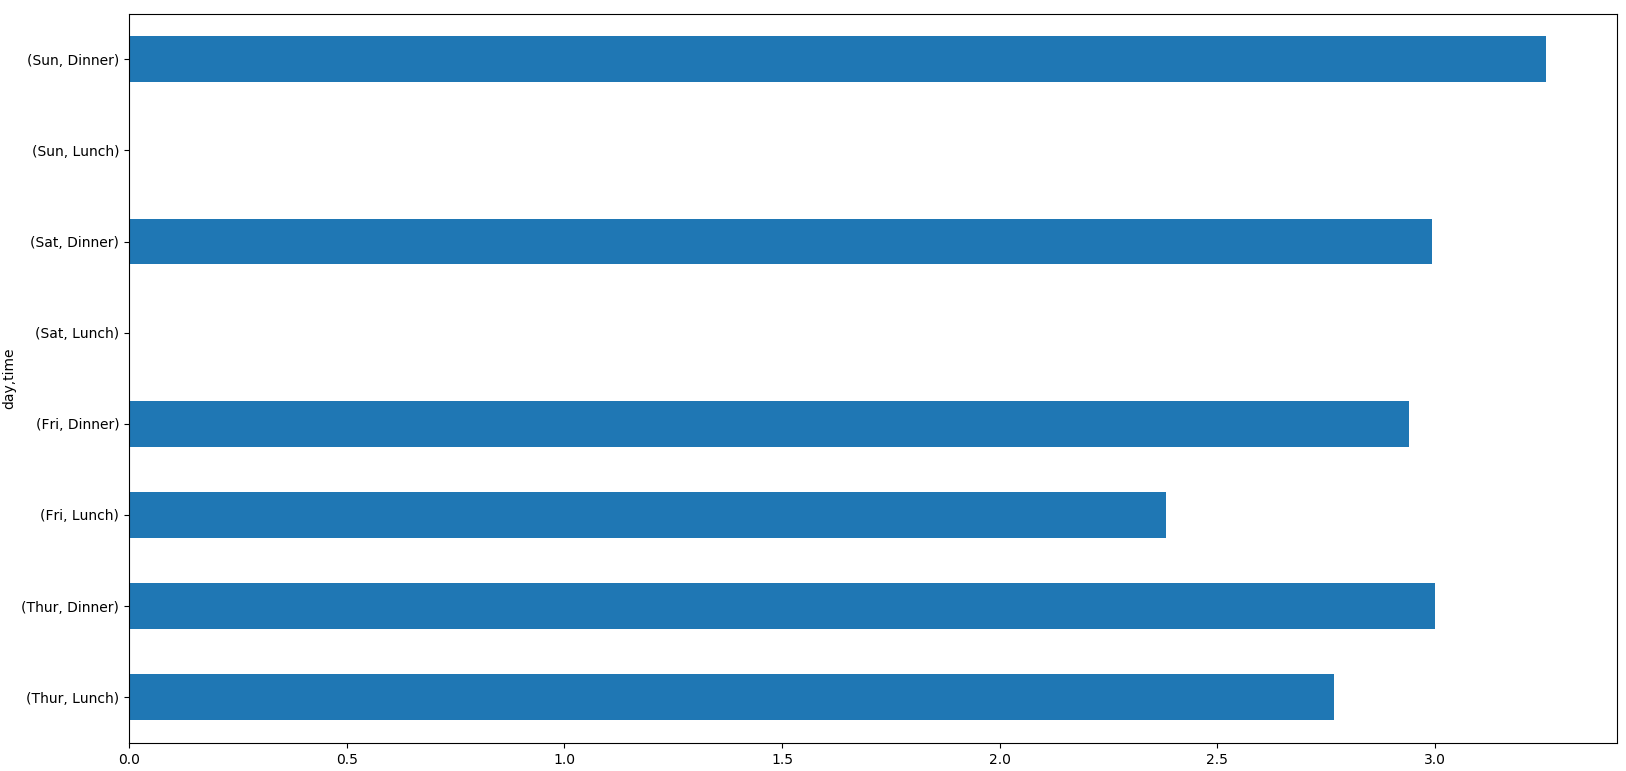 (Sun, Dinner)
(Sun, Lunch)
(Sat, Dinner)
(Sat, Lunch)
(Fri, Dinner)
(Fri, Lunch)
(Thur, Dinner)
(Thur, Lunch)
day,time
0.0 0.5 1.0 1.5 2.0 2.5 3.0